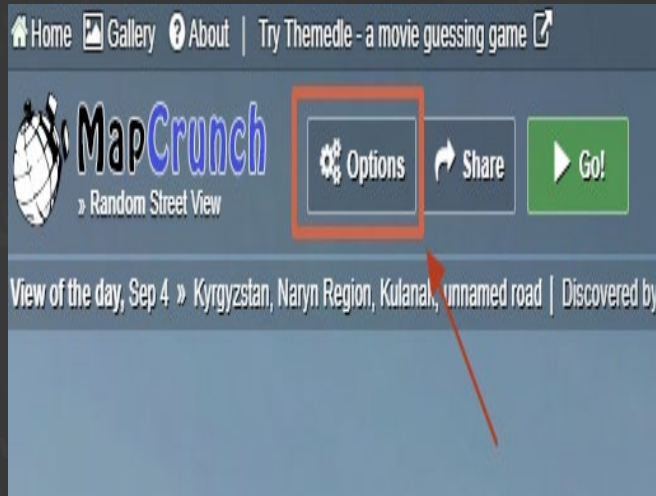 Home Gallery About | Try Themedle - a movie guessing game
MapCrunch
» Random Street View
Options Share Go!
View of the day, Sep 4 » Kyrgyzstan, Naryn Region, Kulanak, unnamed road | Discovered by